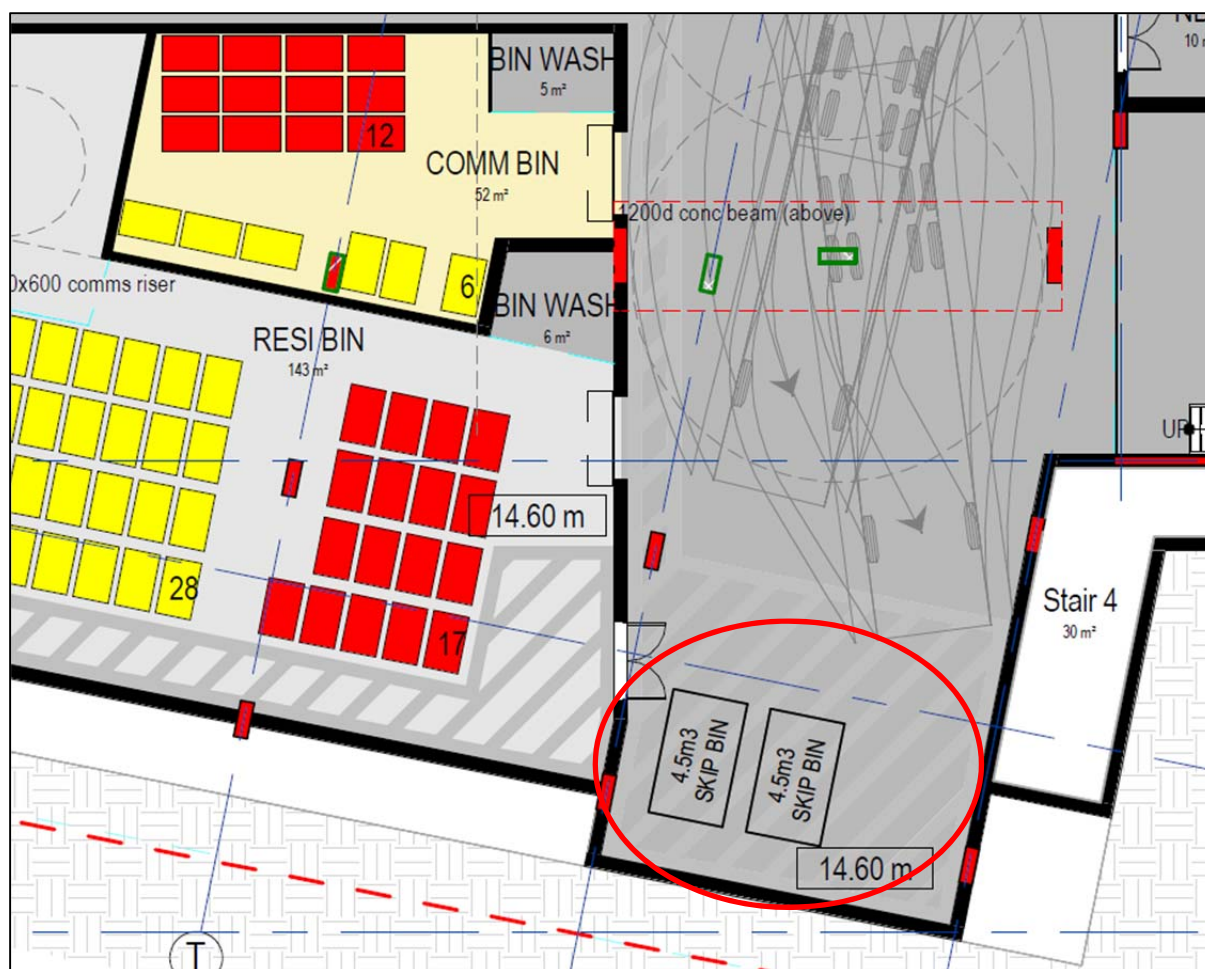 BIN WASH
5 m²
10 m
12
COMM BIN
52 m²
1200d conc beam (above)
0x600 comms riser
6
BIN WASH
6 m²
RESI BIN
143 m²
UP
14.60 m
28
17
Stair 4
30 m²
4.5m3
SKIP BIN
4.5m3
SKIP BIN
14.60 m
T